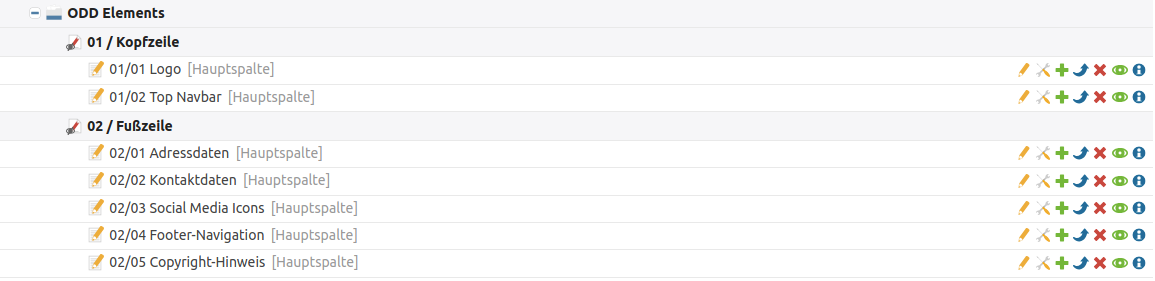 ODD Elements
01 / Kopfzeile
01/01 Logo [Hauptspalte]
01/02 Top Navbar [Hauptspalte]
02 / Fußzeile
02/01 Adressdaten [Hauptspalte]
02/02 Kontaktdaten [Hauptspalte]
02/03 Social Media Icons [Hauptspalte]
02/04 Footer-Navigation [Hauptspalte]
02/05 Copyright-Hinweis [Hauptspalte]